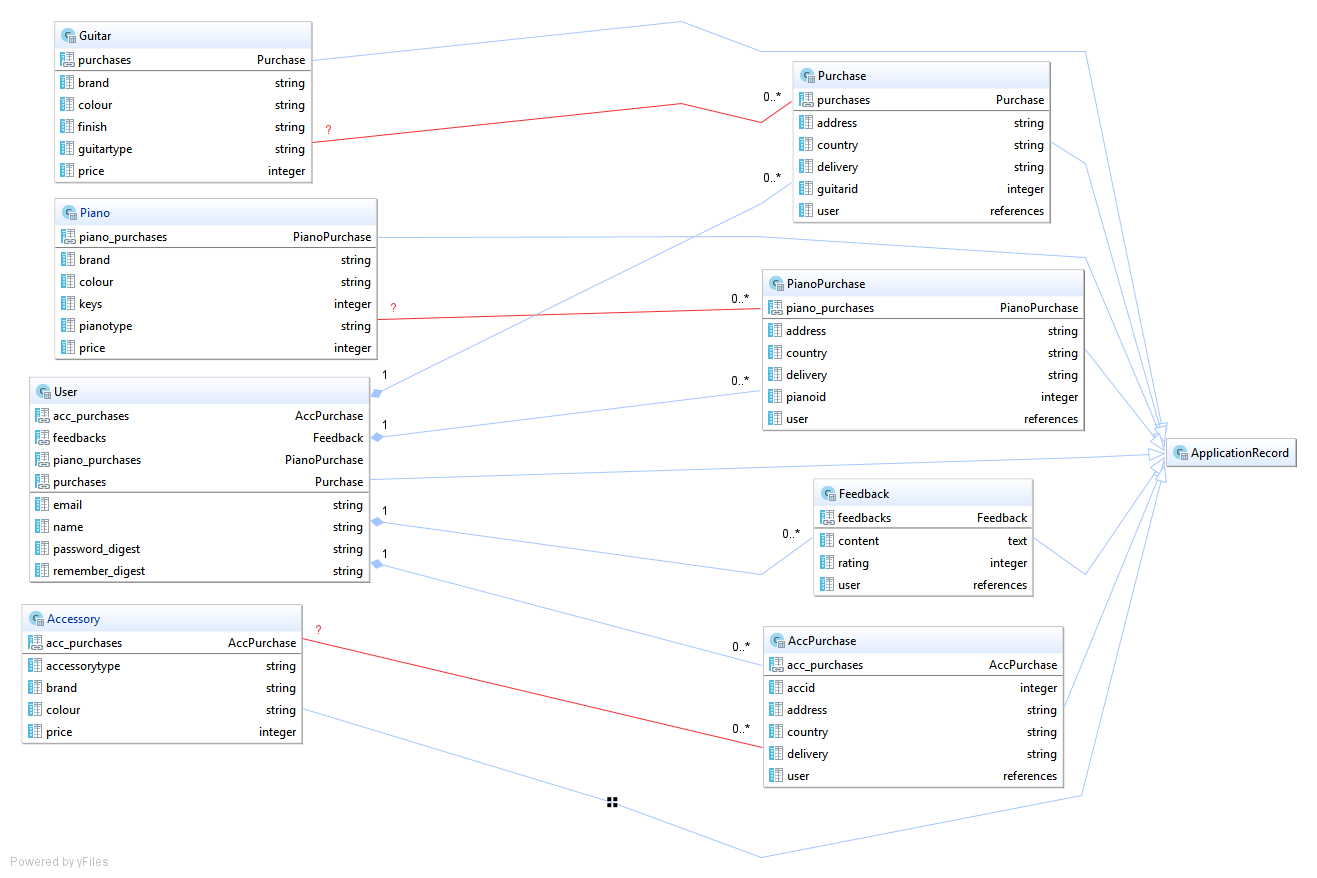 Guitar
purchases Purchase
brand string
colour string
finish string
guitartype string
price integer
?
0..*
Purchase
purchases Purchase
address string
country string
delivery string
guitarid integer
user references
0..*
Piano
piano_purchases PianoPurchase
brand string
colour string
keys integer
pianotype string
price integer
?
0..*
PianoPurchase
piano_purchases PianoPurchase
address string
country string
delivery string
pianoid integer
user references
1
0..*
1
User
acc_purchases AccPurchase
feedbacks Feedback
piano_purchases PianoPurchase
purchases Purchase
email string
name string
password_digest string
remember_digest string
ApplicationRecord
1
0..*
1
Feedback
feedbacks Feedback
content text
rating integer
user references
Accessory
acc_purchases AccPurchase
accessorytype string
brand string
colour string
price integer
?
0..*
0..*
AccPurchase
acc_purchases AccPurchase
accid integer
address string
country string
delivery string
user references
Powered by yFiles